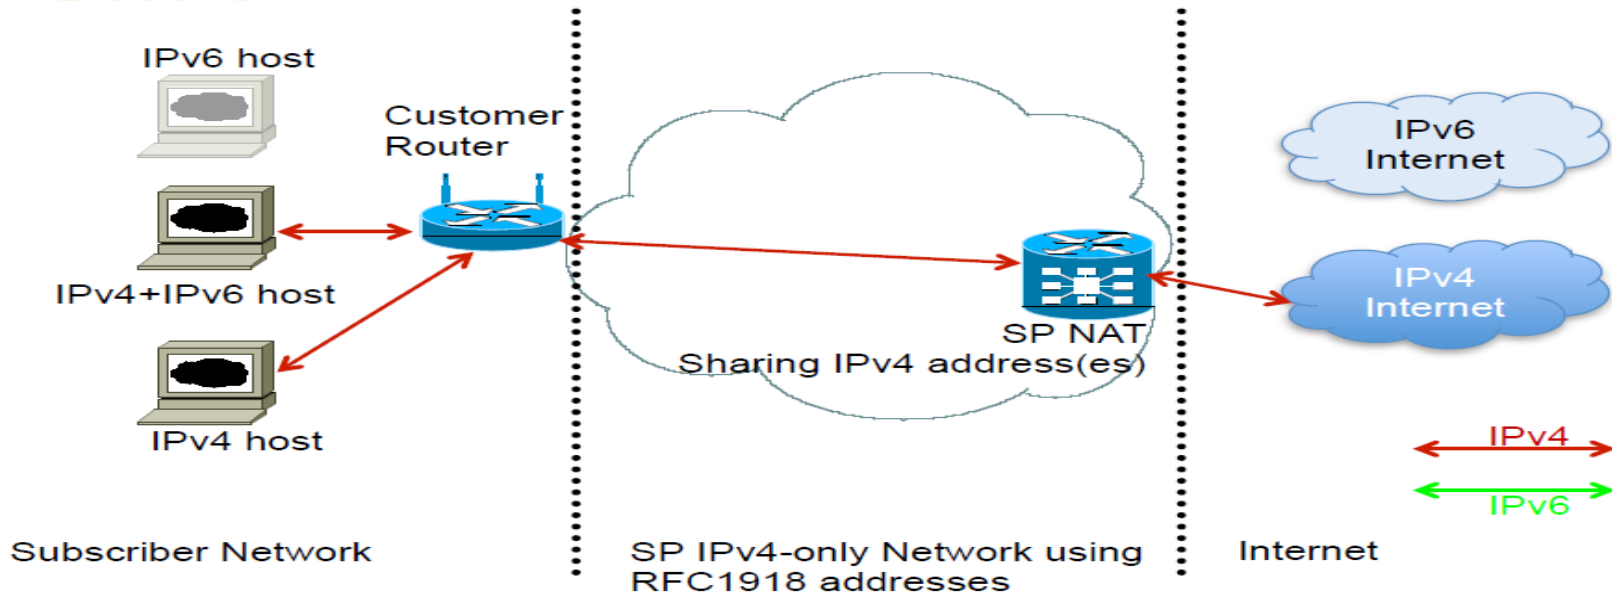 IPv6 host
Customer
Router
IPv4+IPv6 host
IPv4 host
Subscriber Network
SP NAT
Sharing IPv4 address(es)
SP IPv4-only Network using
RFC1918 addresses
IPv6
Internet
IPv4
Internet
IPv4
IPv6
Internet